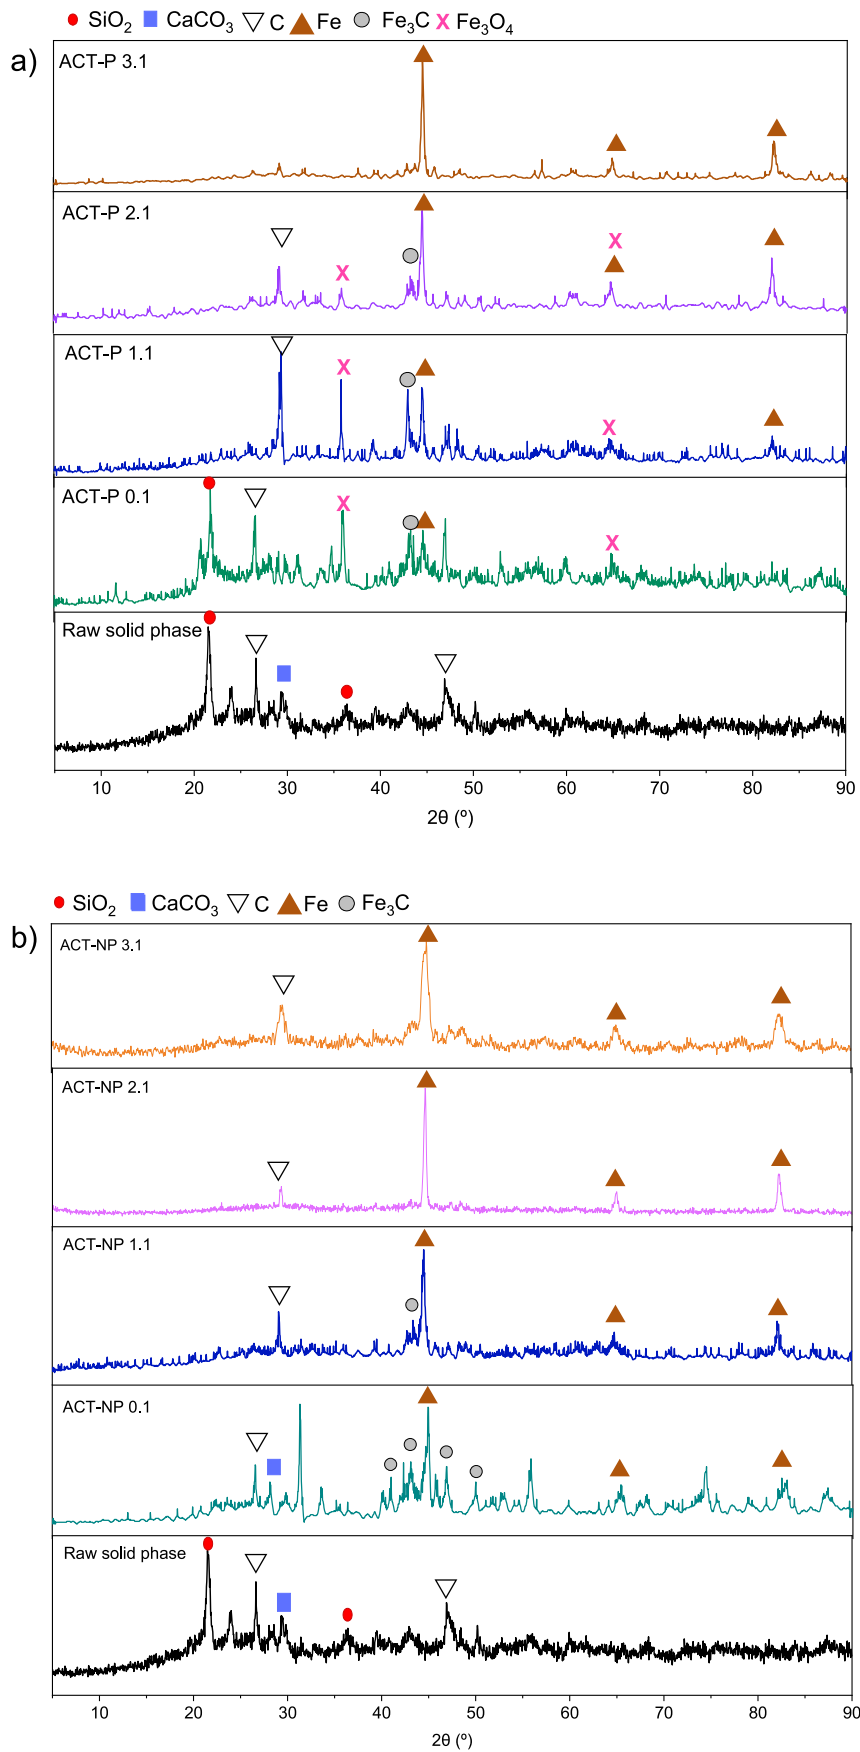 SiO₂ CaCO₃ C Fe Fe₃C X Fe₃O₄
a)
ACT-P 3.1
ACT-P 2.1
X
X
ACT-P 1.1
X
X
ACT-P 0.1
X
X
Raw solid phase
10 20 30 40 50 60 70 80 90
2θ (º)
SiO₂ CaCO₃ C Fe Fe₃C
b)
ACT-NP 3.1
ACT-NP 2.1
ACT-NP 1.1
ACT-NP 0.1
Raw solid phase
10 20 30 40 50 60 70 80 90
2θ (º)